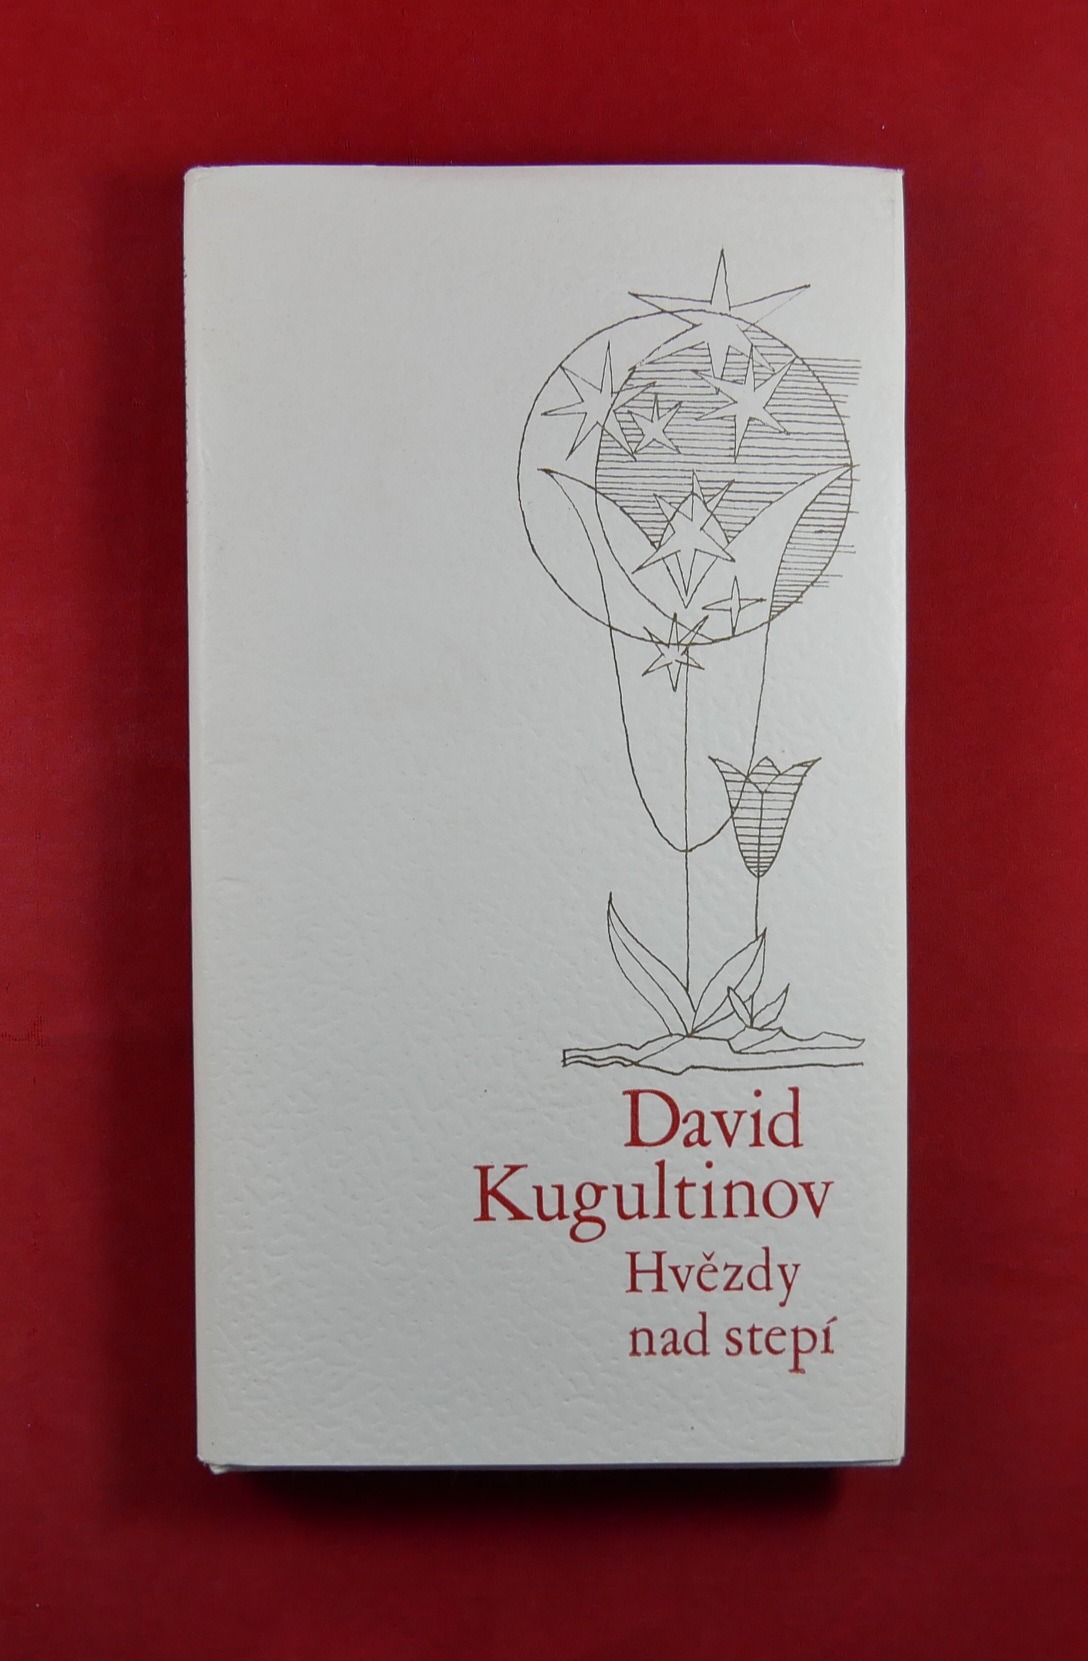 David
Kugultinov
Hvězdy
nad stepí